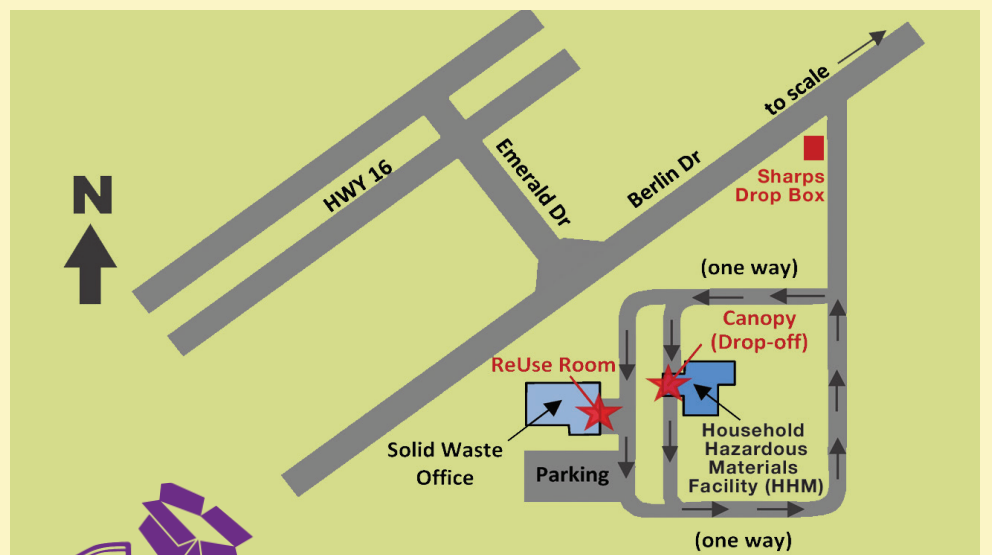 to scale
HWY 16
Emerald Dr
Berlin Dr
Sharps
Drop Box
N
(one way)
Canopy
(Drop-off)
ReUse Room
Solid Waste
Office
Household
Hazardous
Materials
Facility (HHM)
Parking
(one way)